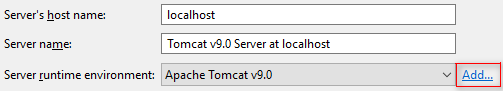 Server's host name: localhost
Server name: Tomcat v9.0 Server at localhost
Server runtime environment: Apache Tomcat v9.0 Add...